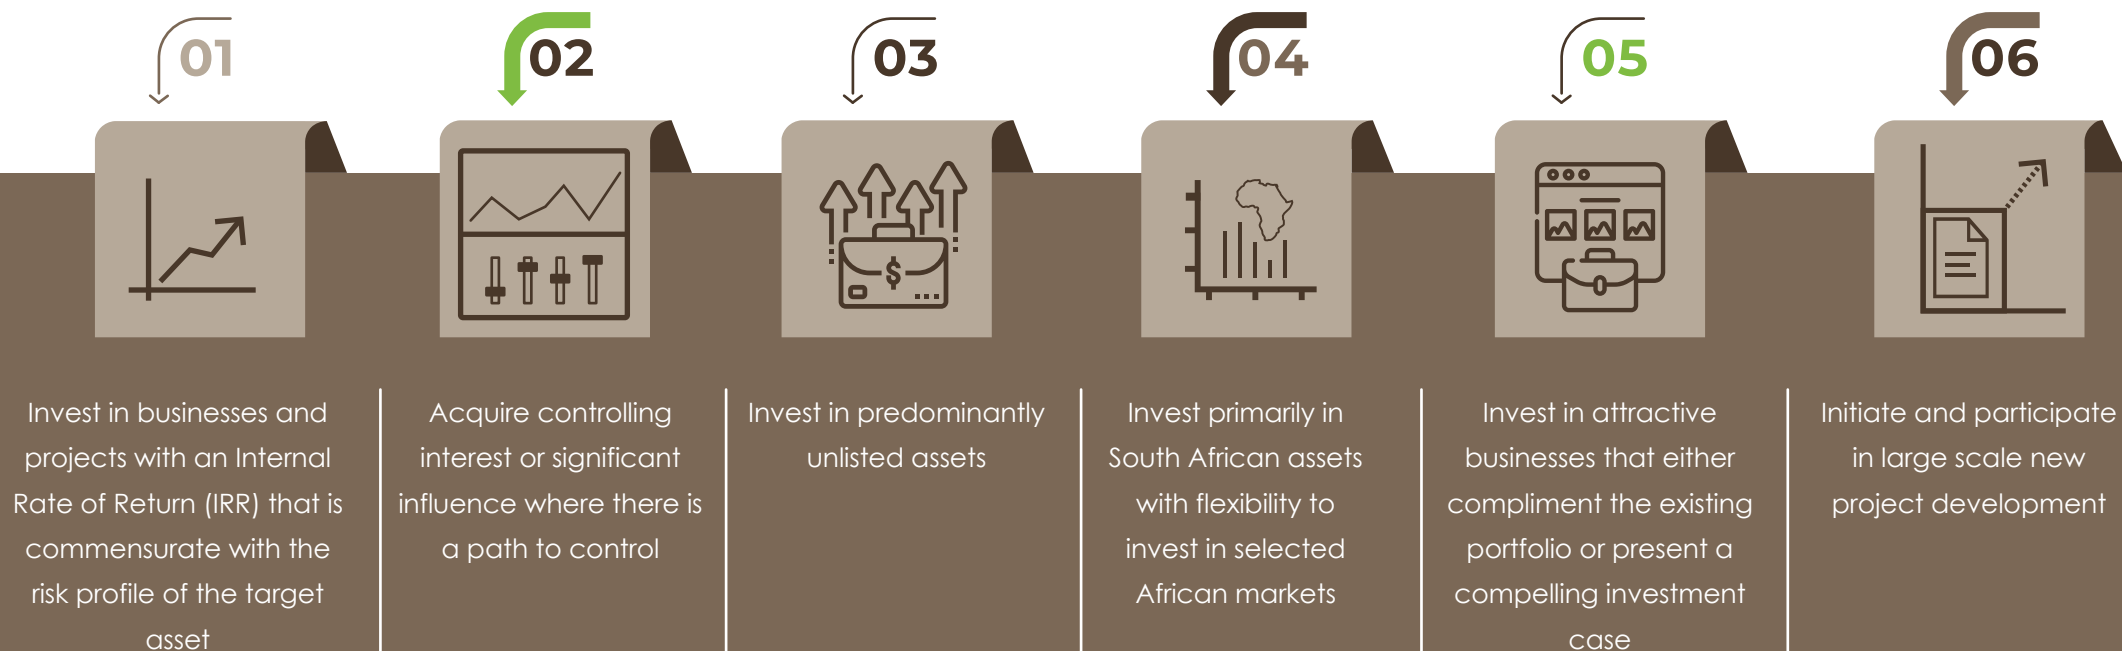 01
02
03
04
05
06
$
Invest in businesses and
projects with an Internal
Rate of Return (IRR) that is
commensurate with the
risk profile of the target
asset
Acquire controlling
interest or significant
influence where there is
a path to control
Invest in predominantly
unlisted assets
Invest primarily in
South African assets
with flexibility to
invest in selected
African markets
Invest in attractive
businesses that either
compliment the existing
portfolio or present a
compelling investment
case
Initiate and participate
in large scale new
project development